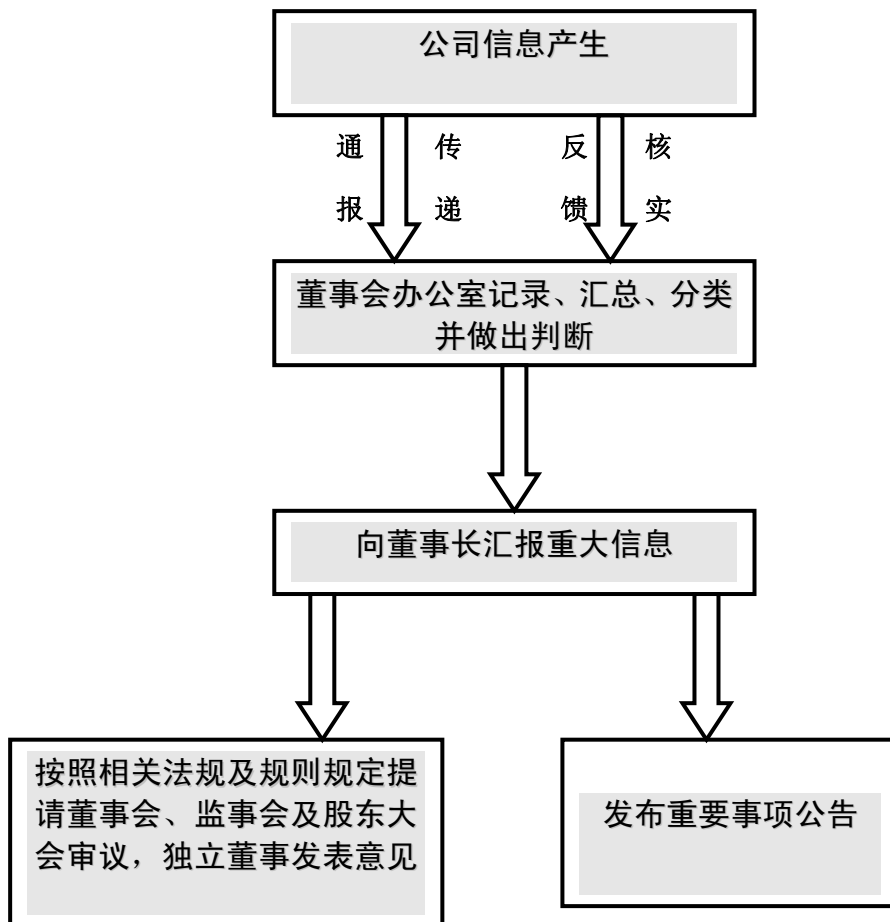 公司信息产生
通报
传递
反馈
核实
董事会办公室记录、汇总、分类
并做出判断
向董事长汇报重大信息
按照相关法规及规则规定提
请董事会、监事会及股东大
会审议，独立董事发表意见
发布重要事项公告